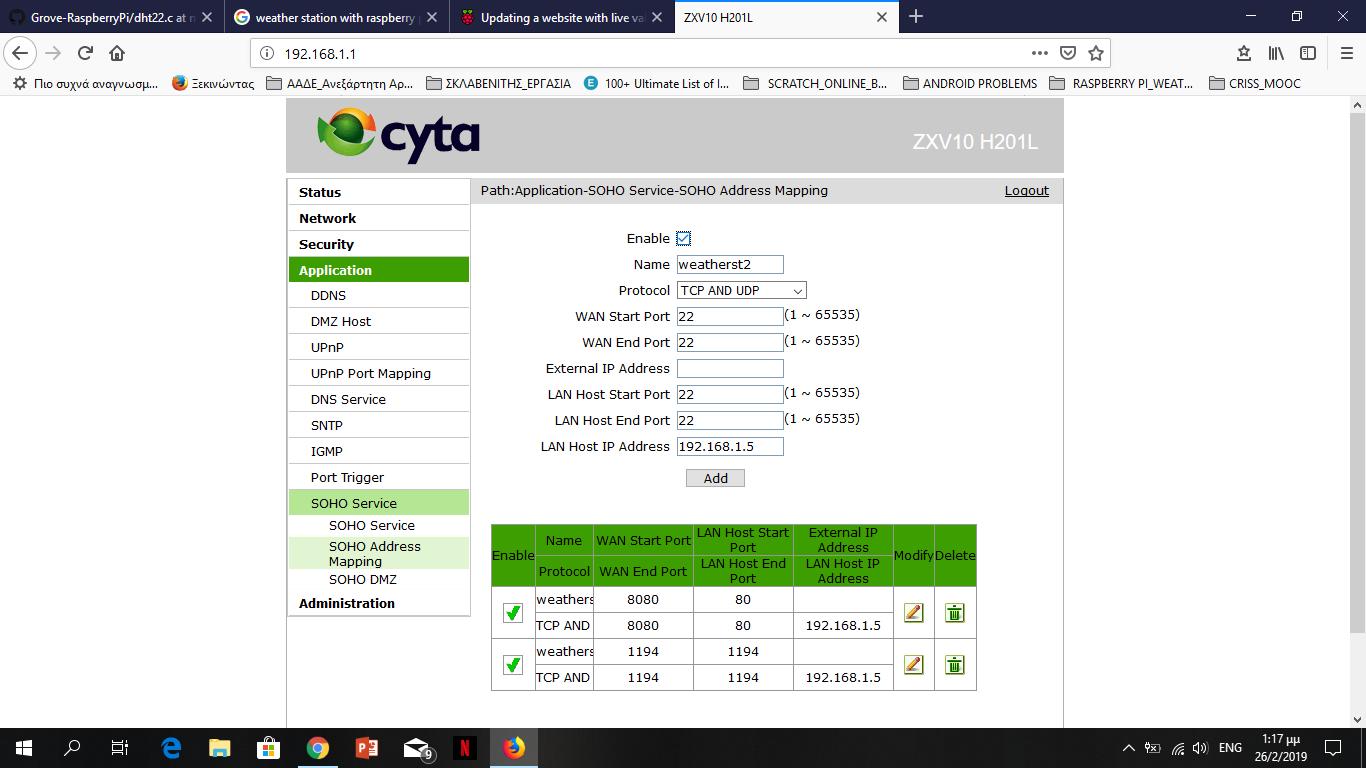 Grove-RaspberryPi/dht22.c at n
weather station with raspberry
Updating a website with live va
ZXV10 H201L
192.168.1.1
Πιο συχνά αναγνωσμ...
Ξεκινώντας
ΑΑΔΕ_Ανεξάρτητη Αρ...
ΣΚΛΑΒΕΝΙΤΗΣ_ΕΡΓΑΣΙΑ
100+ Ultimate List of I...
SCRATCH_ONLINE_B...
ANDROID PROBLEMS
RASPBERRY PI_WEAT...
CRISS_MOOC
cyta
ZXV10 H201L
Path:Application-SOHO Service-SOHO Address Mapping
Logout
Status
Network
Security
Application
DDNS
DMZ Host
UPnP
UPnP Port Mapping
DNS Service
SNTP
IGMP
Port Trigger
SOHO Service
SOHO Service
SOHO Address
Mapping
SOHO DMZ
Administration
Enable
Name weatherst2
Protocol TCP AND UDP
WAN Start Port 22 (1 ~ 65535)
WAN End Port 22 (1 ~ 65535)
External IP Address
LAN Host Start Port 22 (1 ~ 65535)
LAN Host End Port 22 (1 ~ 65535)
LAN Host IP Address 192.168.1.5
Add
Enable
Name
WAN Start Port
LAN Host Start
Port
External IP
Address
Modify
Delete
Protocol
WAN End Port
LAN Host End
Port
LAN Host IP
Address
weathers 8080 80
TCP AND 8080 80 192.168.1.5
weathers 1194 1194
TCP AND 1194 1194 192.168.1.5
9
N
ENG
1:17 μμ
26/2/2019